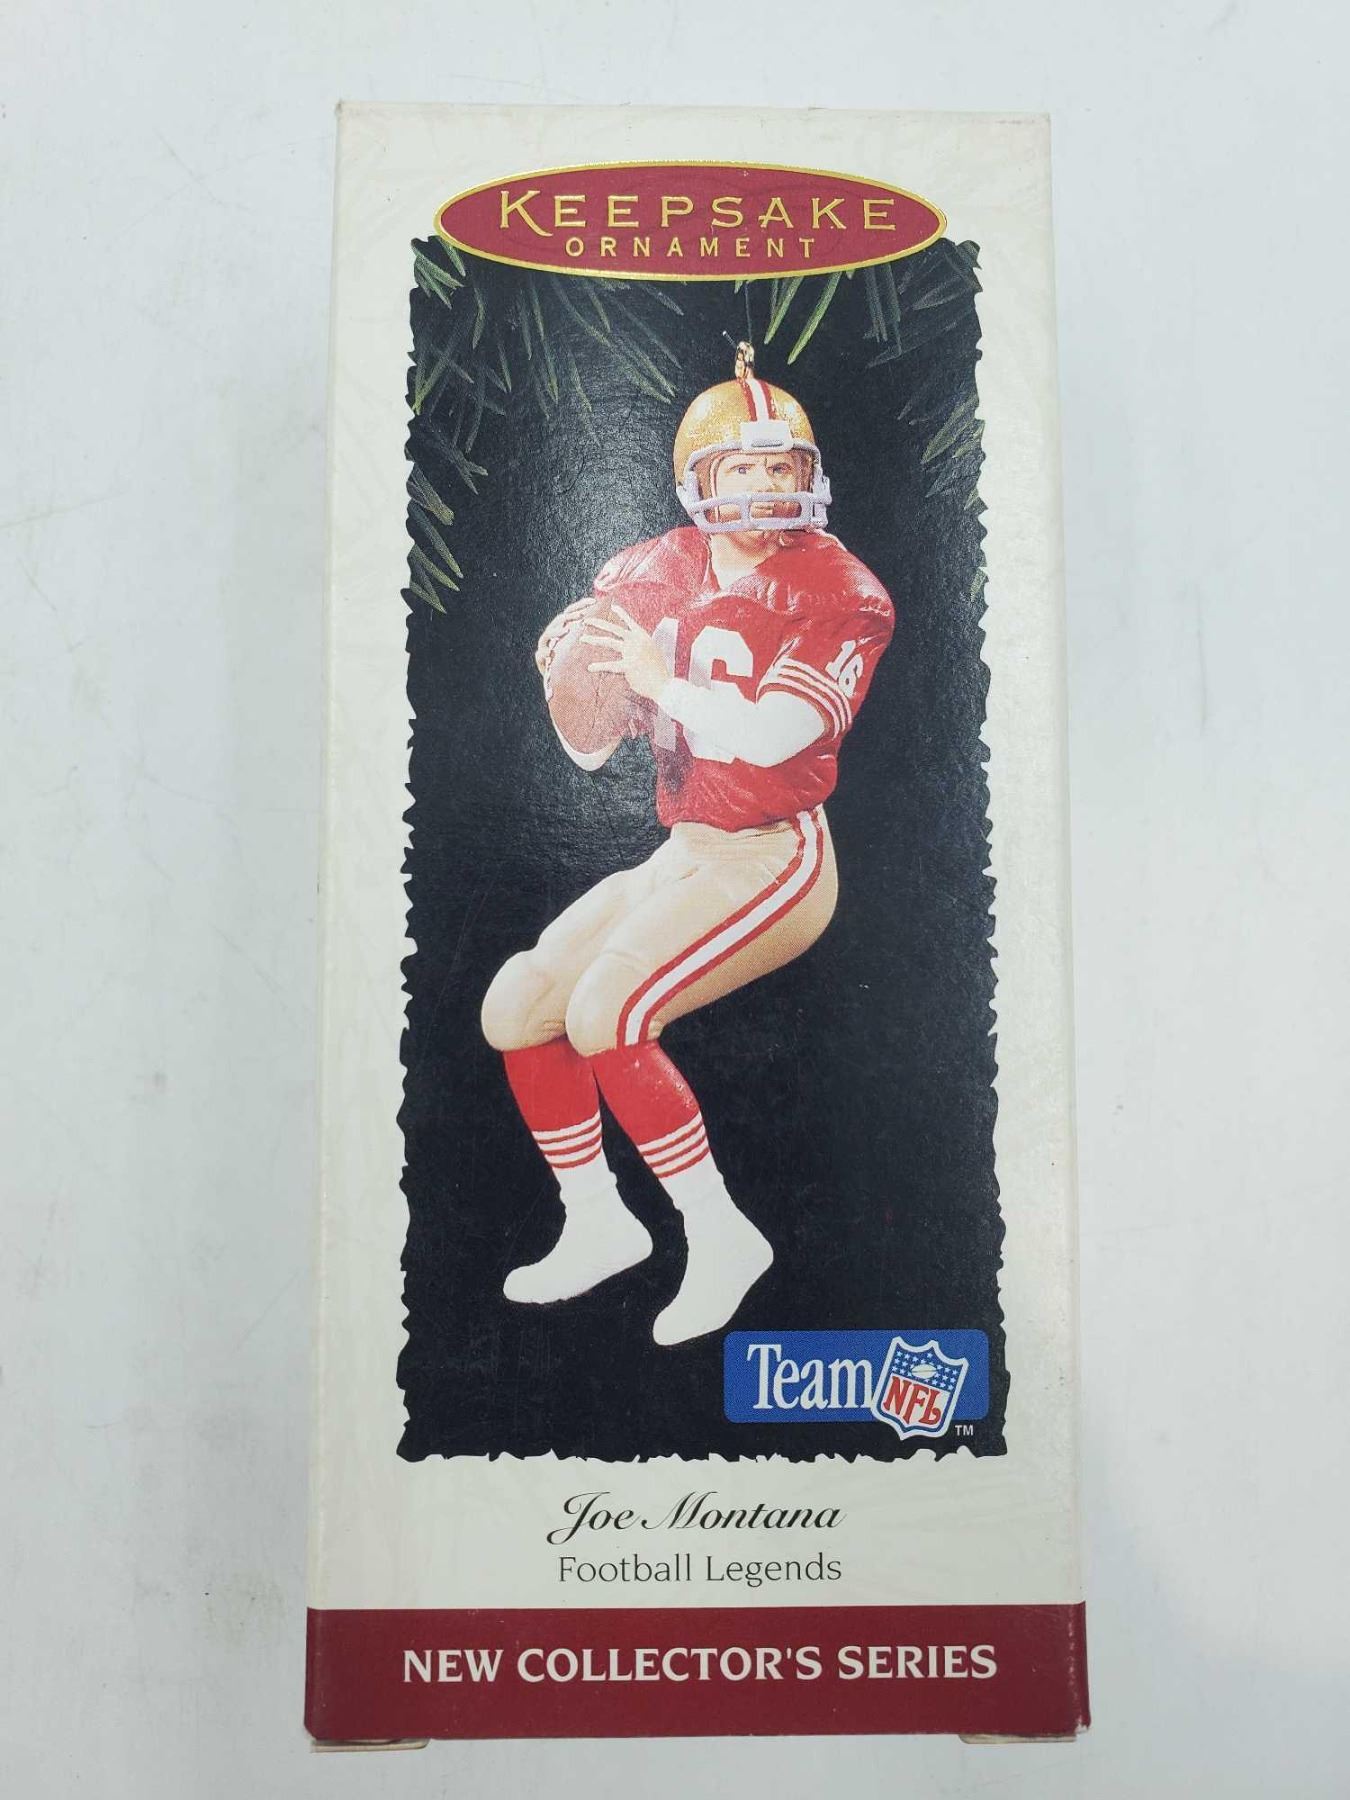 KEEPSAKE
ORNAMENT
16
16
Team NFL TM
Joe Montana
Football Legends
NEW COLLECTOR'S SERIES